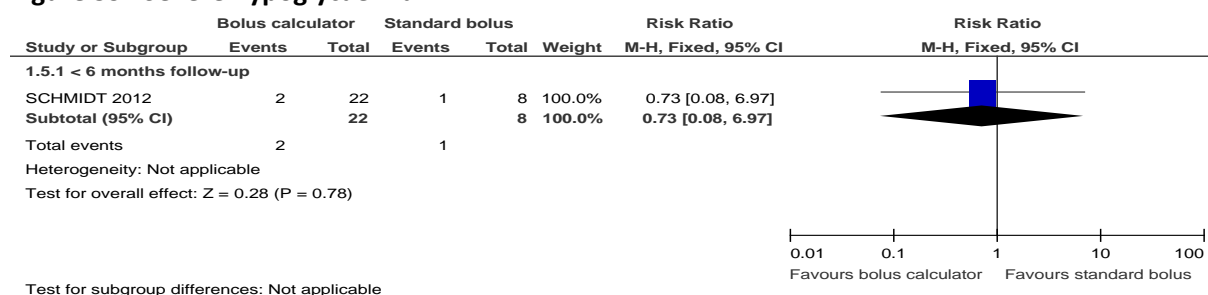 Bolus calculator Standard bolus Risk Ratio Risk Ratio
Study or Subgroup Events Total Events Total Weight M-H, Fixed, 95% CI M-H, Fixed, 95% CI
1.5.1 < 6 months follow-up
SCHMIDT 2012 2 22 1 8 100.0% 0.73 [0.08, 6.97]
Subtotal (95% CI) 22 8 100.0% 0.73 [0.08, 6.97]
Total events 2 1
Heterogeneity: Not applicable
Test for overall effect: Z = 0.28 (P = 0.78)
0.01 0.1 1 10 100
Favours bolus calculator Favours standard bolus
Test for subgroup differences: Not applicable